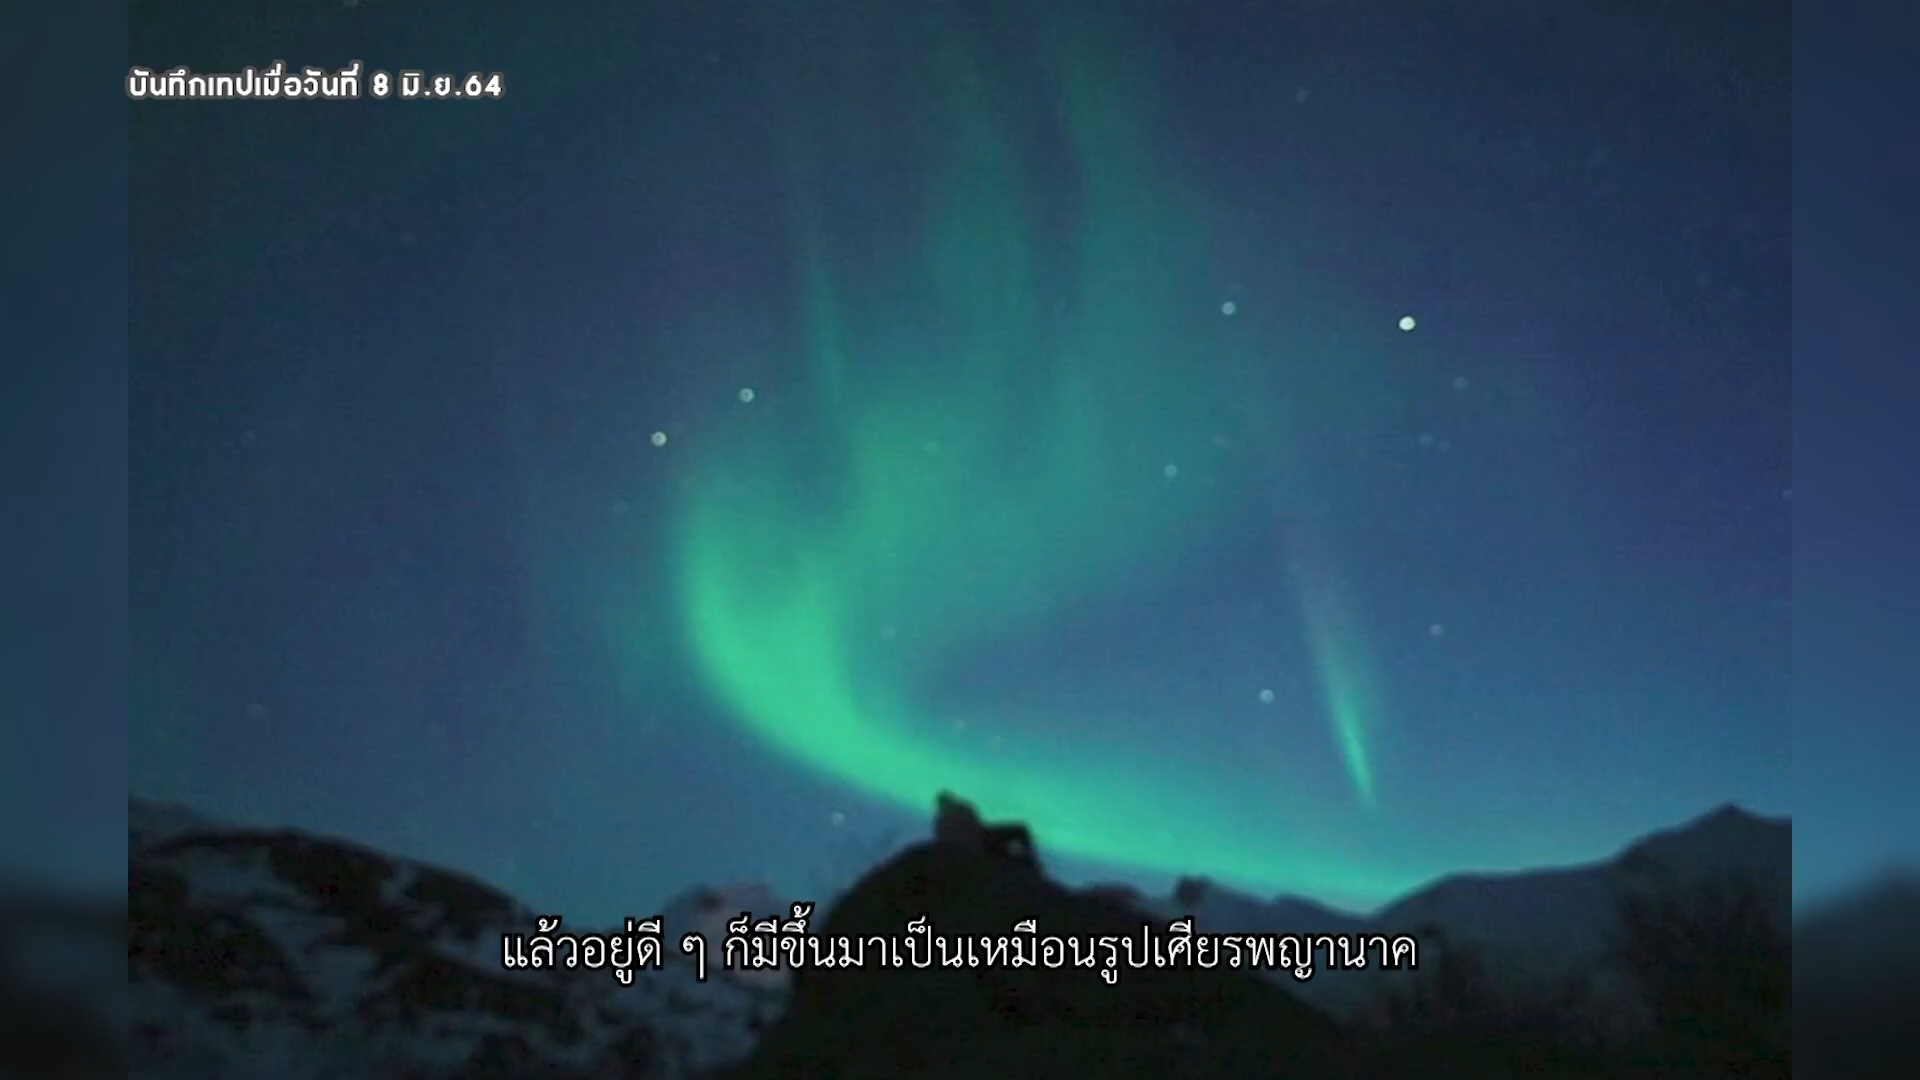 บันทึกเทปเมื่อวันที่ 8 มิ.ย.64
แล้วอยู่ดี ๆ ก็มีขึ้นมาเป็นเหมือนรูปเศียรพญานาค